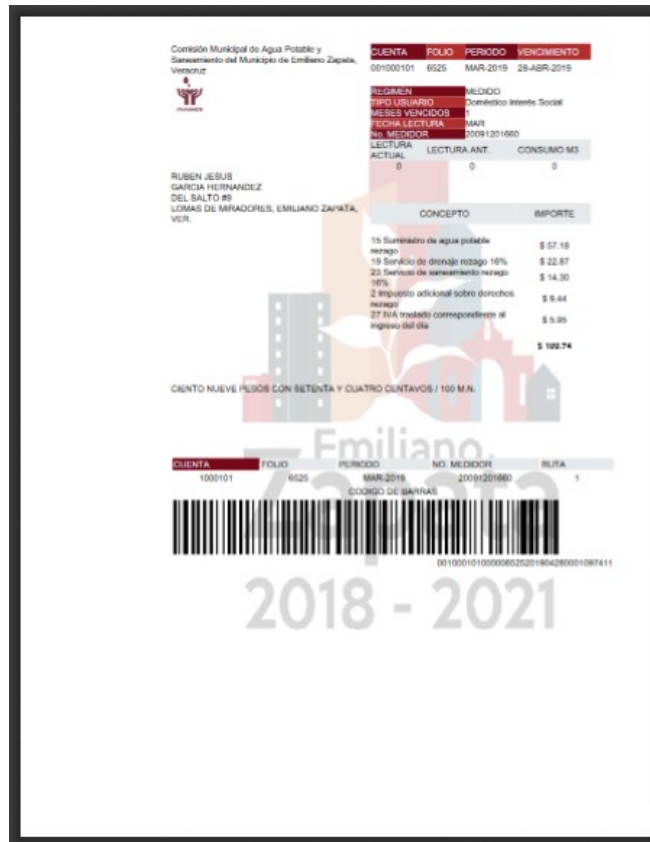 Comisión Municipal de Agua Potable y
Saneamiento del Municipio de Emiliano Zapata,
Veracruz
CUENTA FOLIO PERIODO VENCIMIENTO
001000101 6525 MAR-2019 28-ABR-2019
REGIMEN MEDIDO
TIPO USUARIO Doméstico Interés Social
MESES VENCIDOS 1
FECHA LECTURA MAR
No. MEDIDOR 20091201660
LECTURA ACTUAL LECTURA ANT. CONSUMO M3
0 0 0
RUBEN JESUS
GARCIA HERNANDEZ
DEL SALTO #9
LOMAS DE MIRADORES, EMILIANO ZAPATA,
VER.
CONCEPTO IMPORTE
15 Suministro de agua potable
rezago $ 57.18
19 Servicio de drenaje rezago 16% $ 22.87
23 Servicio de saneamiento rezago
16% $ 14.30
2 Impuesto adicional sobre derechos
rezago $ 9.44
27 IVA traslado correspondiente al
ingreso del dia $ 5.95
$ 109.74
CIENTO NUEVE PESOS CON SETENTA Y CUATRO CENTAVOS / 100 M.N.
Emiliano
Zapata
CUENTA FOLIO PERIODO NO. MEDIDOR RUTA
1000101 6525 MAR-2019 20091201660 1
CODIGO DE BARRAS
2018 - 2021